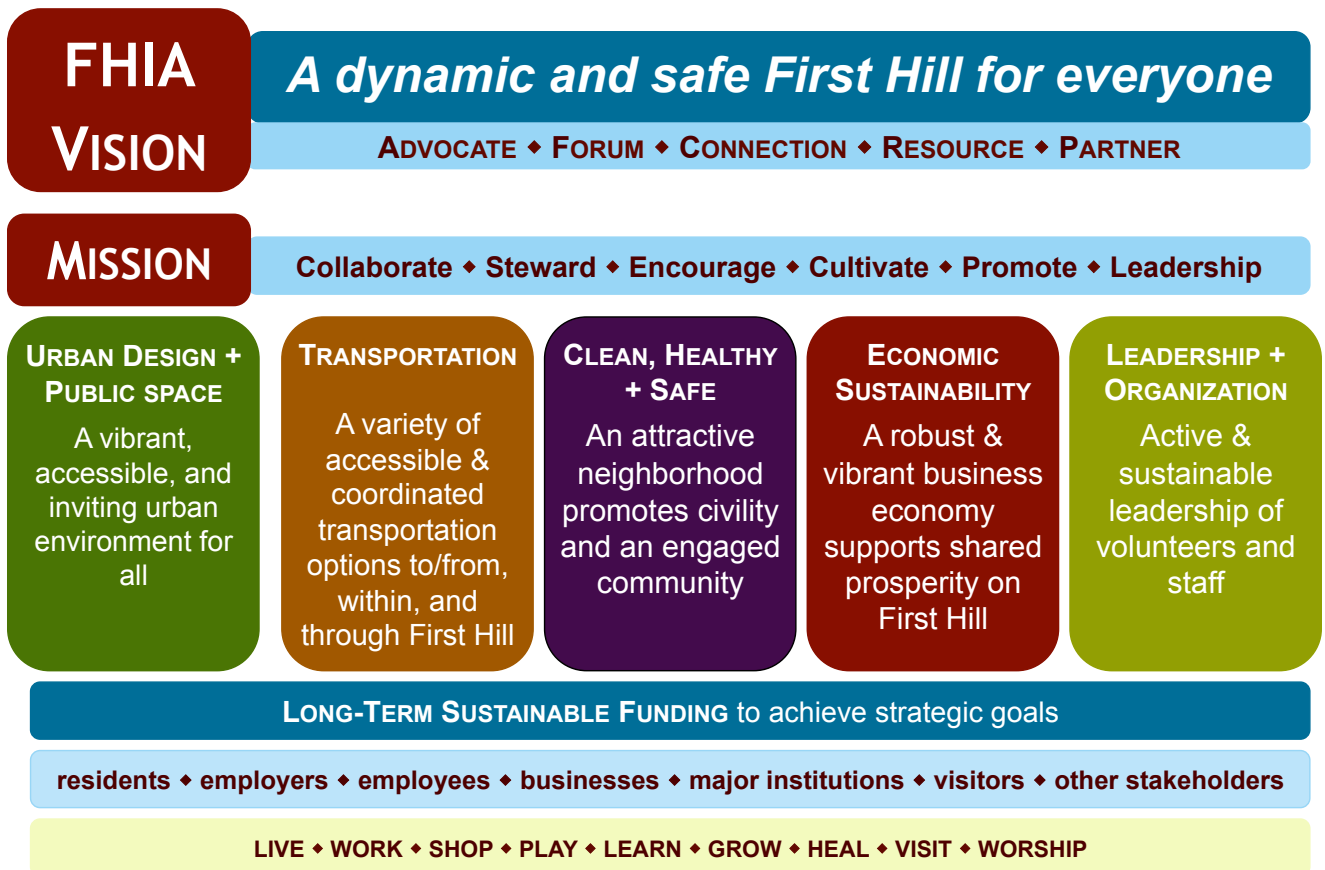 FHIA
VISION
A dynamic and safe First Hill for everyone
ADVOCATE ◆ FORUM ◆ CONNECTION ◆ RESOURCE ◆ PARTNER
MISSION
Collaborate ◆ Steward ◆ Encourage ◆ Cultivate ◆ Promote ◆ Leadership
URBAN DESIGN +
PUBLIC SPACE
A vibrant,
accessible, and
inviting urban
environment for
all
TRANSPORTATION
A variety of
accessible &
coordinated
transportation
options to/from,
within, and
through First Hill
CLEAN, HEALTHY
+ SAFE
An attractive
neighborhood
promotes civility
and an engaged
community
ECONOMIC
SUSTAINABILITY
A robust &
vibrant business
economy
supports shared
prosperity on
First Hill
LEADERSHIP +
ORGANIZATION
Active &
sustainable
leadership of
volunteers and
staff
LONG-TERM SUSTAINABLE FUNDING to achieve strategic goals
residents ◆ employers ◆ employees ◆ businesses ◆ major institutions ◆ visitors ◆ other stakeholders
LIVE ◆ WORK ◆ SHOP ◆ PLAY ◆ LEARN ◆ GROW ◆ HEAL ◆ VISIT ◆ WORSHIP